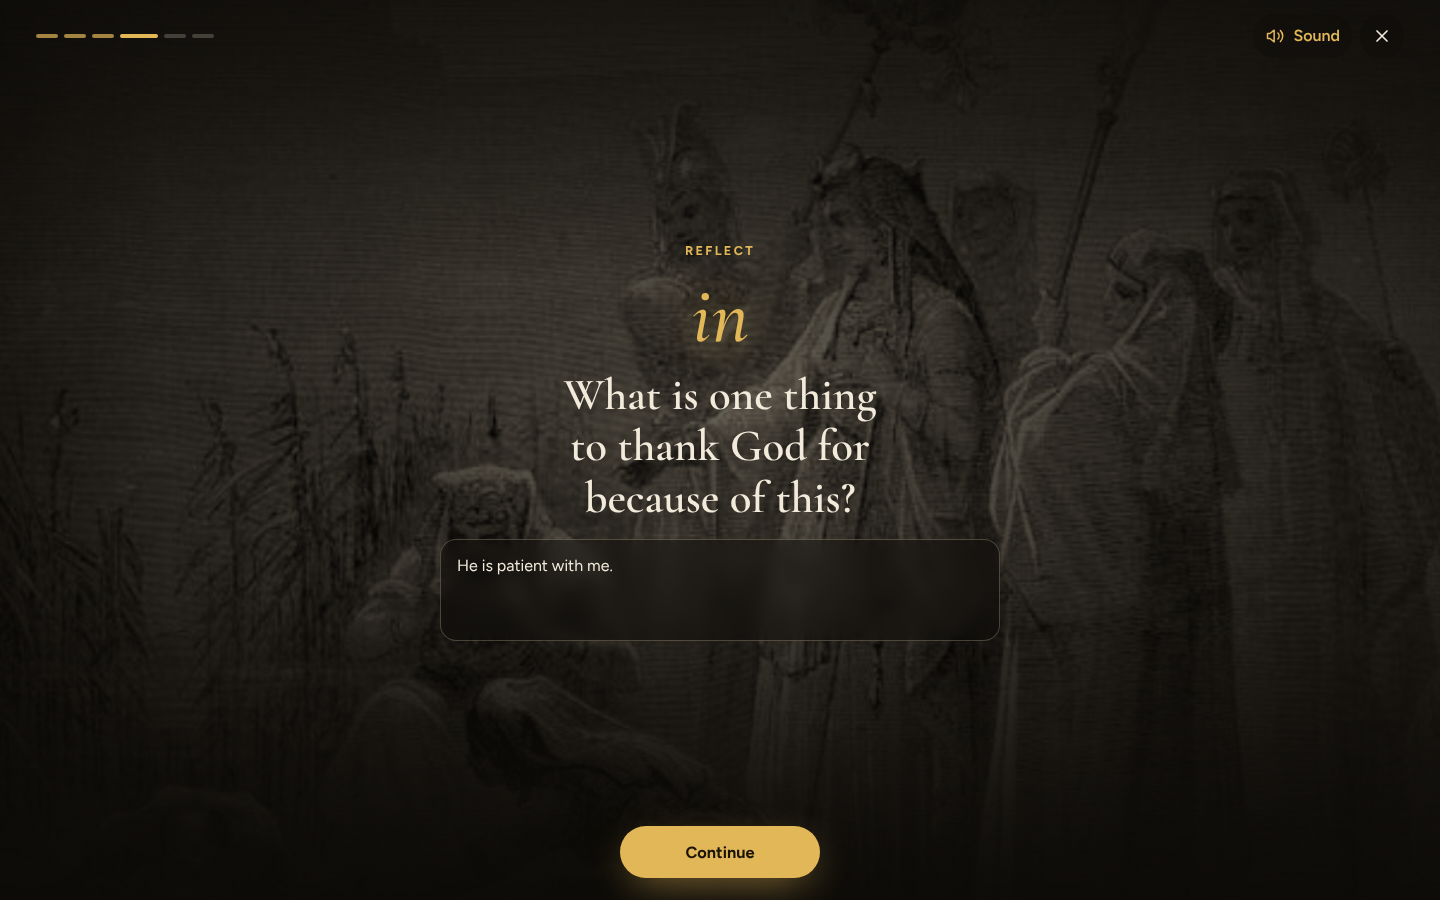 Sound
REFLECT
in
What is one thing
to thank God for
because of this?
He is patient with me.
Continue